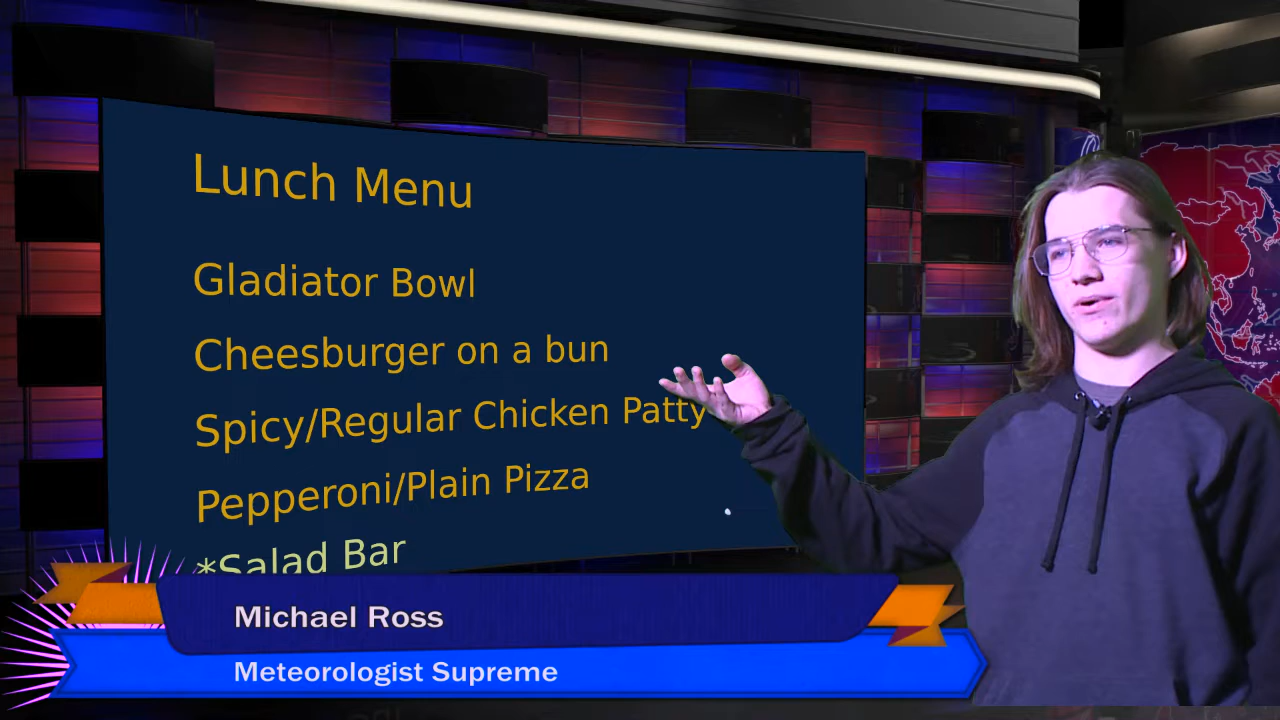 Lunch Menu
Gladiator Bowl
Cheesburger on a bun
Spicy/Regular Chicken Patty
Pepperoni/Plain Pizza
*Salad Bar
Michael Ross
Meteorologist Supreme